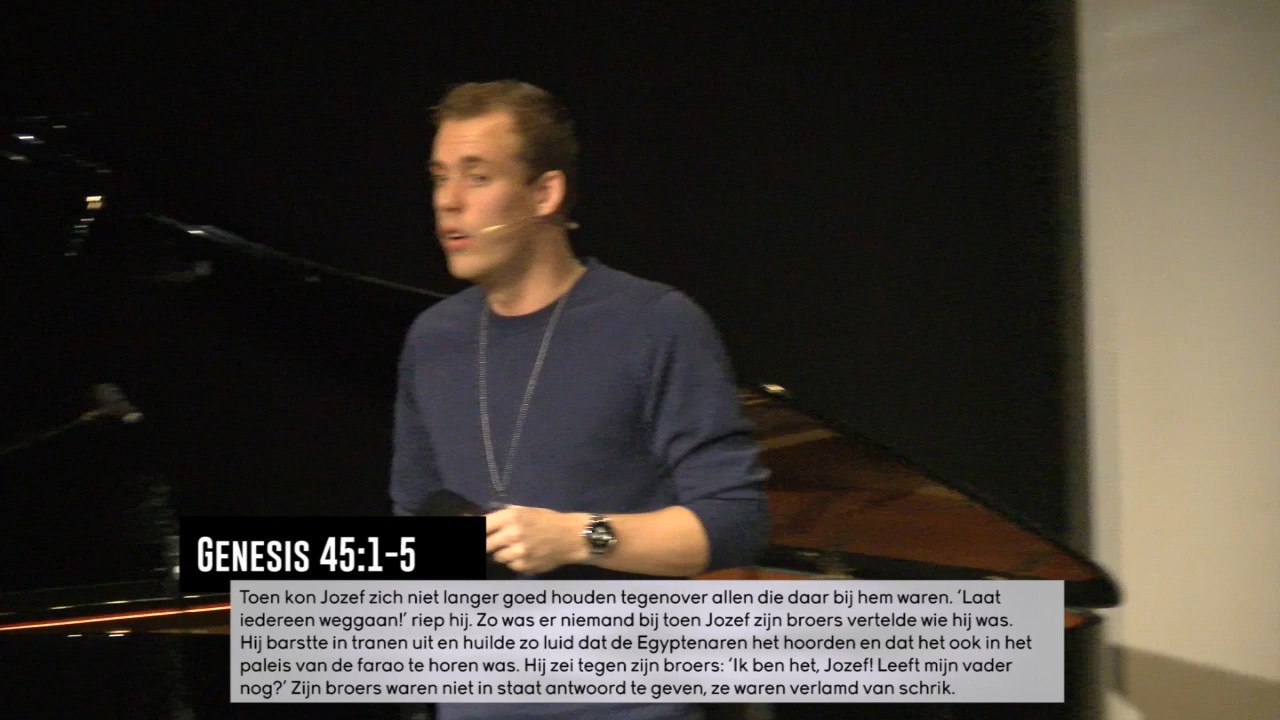 Genesis 45:1-5
Toen kon Jozef zich niet langer goed houden tegenover allen die daar bij hem waren. ‘Laat
iedereen weggaan!’ riep hij. Zo was er niemand bij toen Jozef zijn broers vertelde wie hij was.
Hij barstte in tranen uit en huilde zo luid dat de Egyptenaren het hoorden en dat het ook in het
paleis van de farao te horen was. Hij zei tegen zijn broers: ‘Ik ben het, Jozef! Leeft mijn vader
nog?’ Zijn broers waren niet in staat antwoord te geven, ze waren verlamd van schrik.